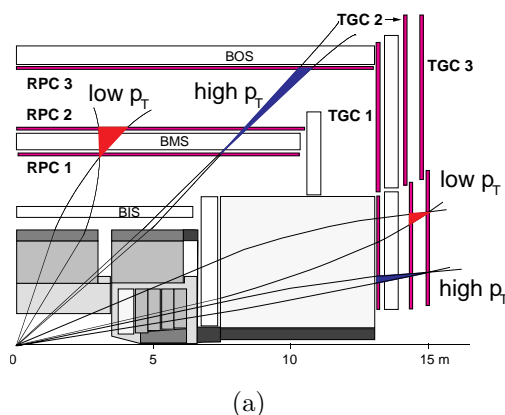 TGC 2
BOS
RPC 3
low pT
high pT
TGC 3
RPC 2
TGC 1
BMS
RPC 1
low pT
BIS
high pT
0 5 10 15 m
(a)